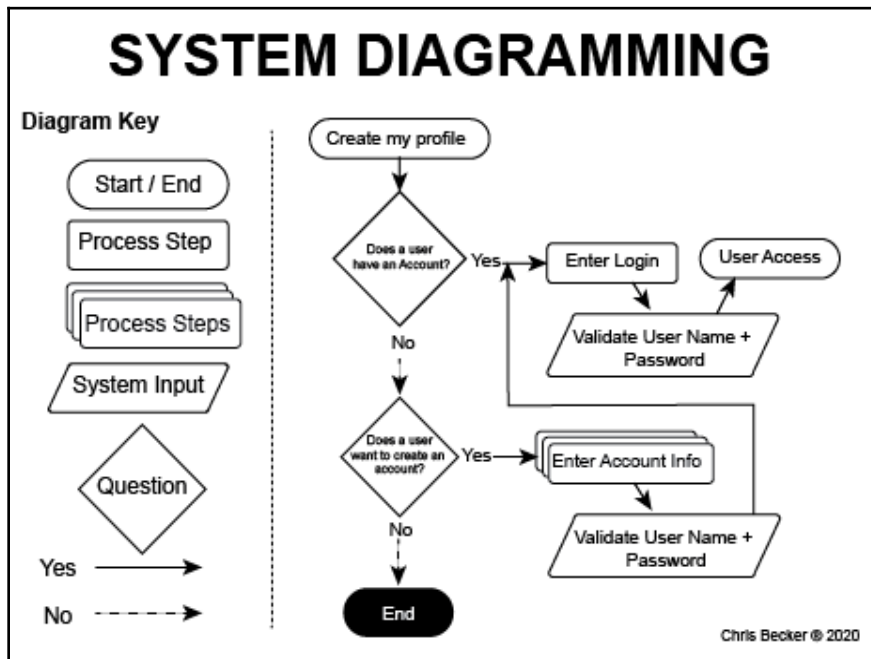 SYSTEM DIAGRAMMING
Diagram Key
Start / End
Process Step
Process Steps
System Input
Question
Yes
No
Create my profile
Does a user
have an Account?
Yes
Enter Login
User Access
Validate User Name +
Password
No
Does a user
want to create an
account?
Yes
Enter Account Info
Validate User Name +
Password
No
End
Chris Becker ® 2020